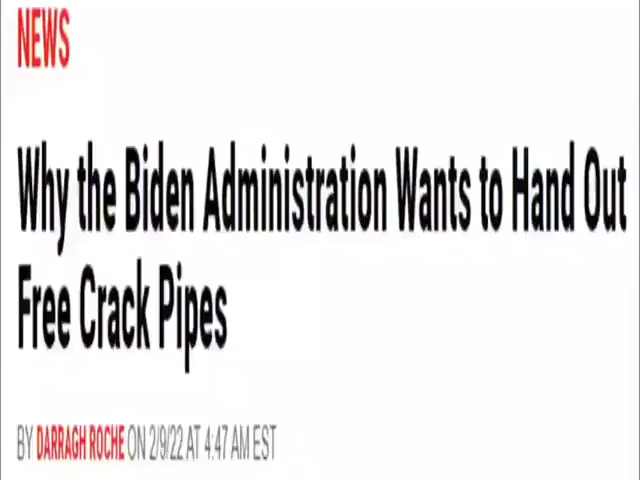 NEWS
Why the Biden Administration Wants to Hand Out
Free Crack Pipes
BY DARRAGH ROCHE ON 2/9/22 AT 4:47 AM EST